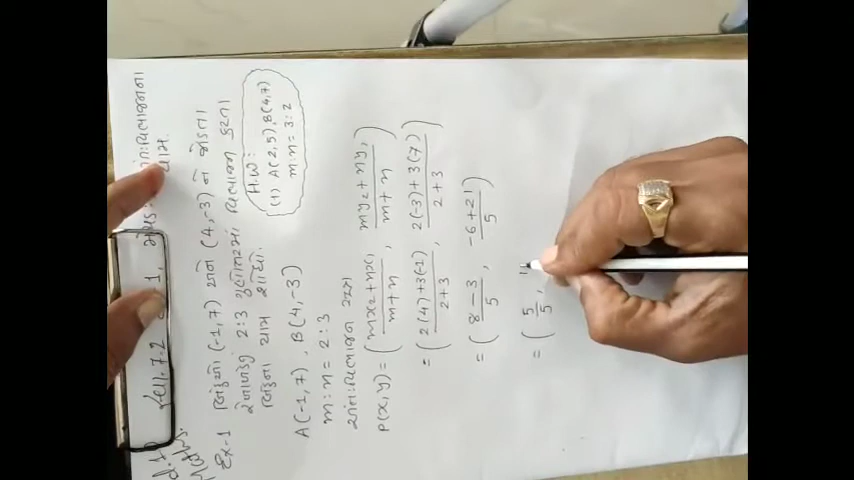 Ex-1 બિંદુઓ (-1,7) અને (4,-3) ને જોડતા
રેખાખંડનું 2:3 ગુણોત્તરમાં વિભાજન કરતા
બિંદુના યામ શોધો.
H.W:
(1) A(2,5), B(4,7)
m:n = 3:2
A(-1,7), B(4,-3)
m:n = 2:3
અંત:વિભાજન
P(x,y) = ( mx₂+nx₁ / m+n , my₂+ny₁ / m+n )
= ( 2(4)+3(-1) / 2+3 , 2(-3)+3(7) / 2+3 )
= ( 8-3 / 5 , -6+21 / 5 )
= ( 5/5 ,